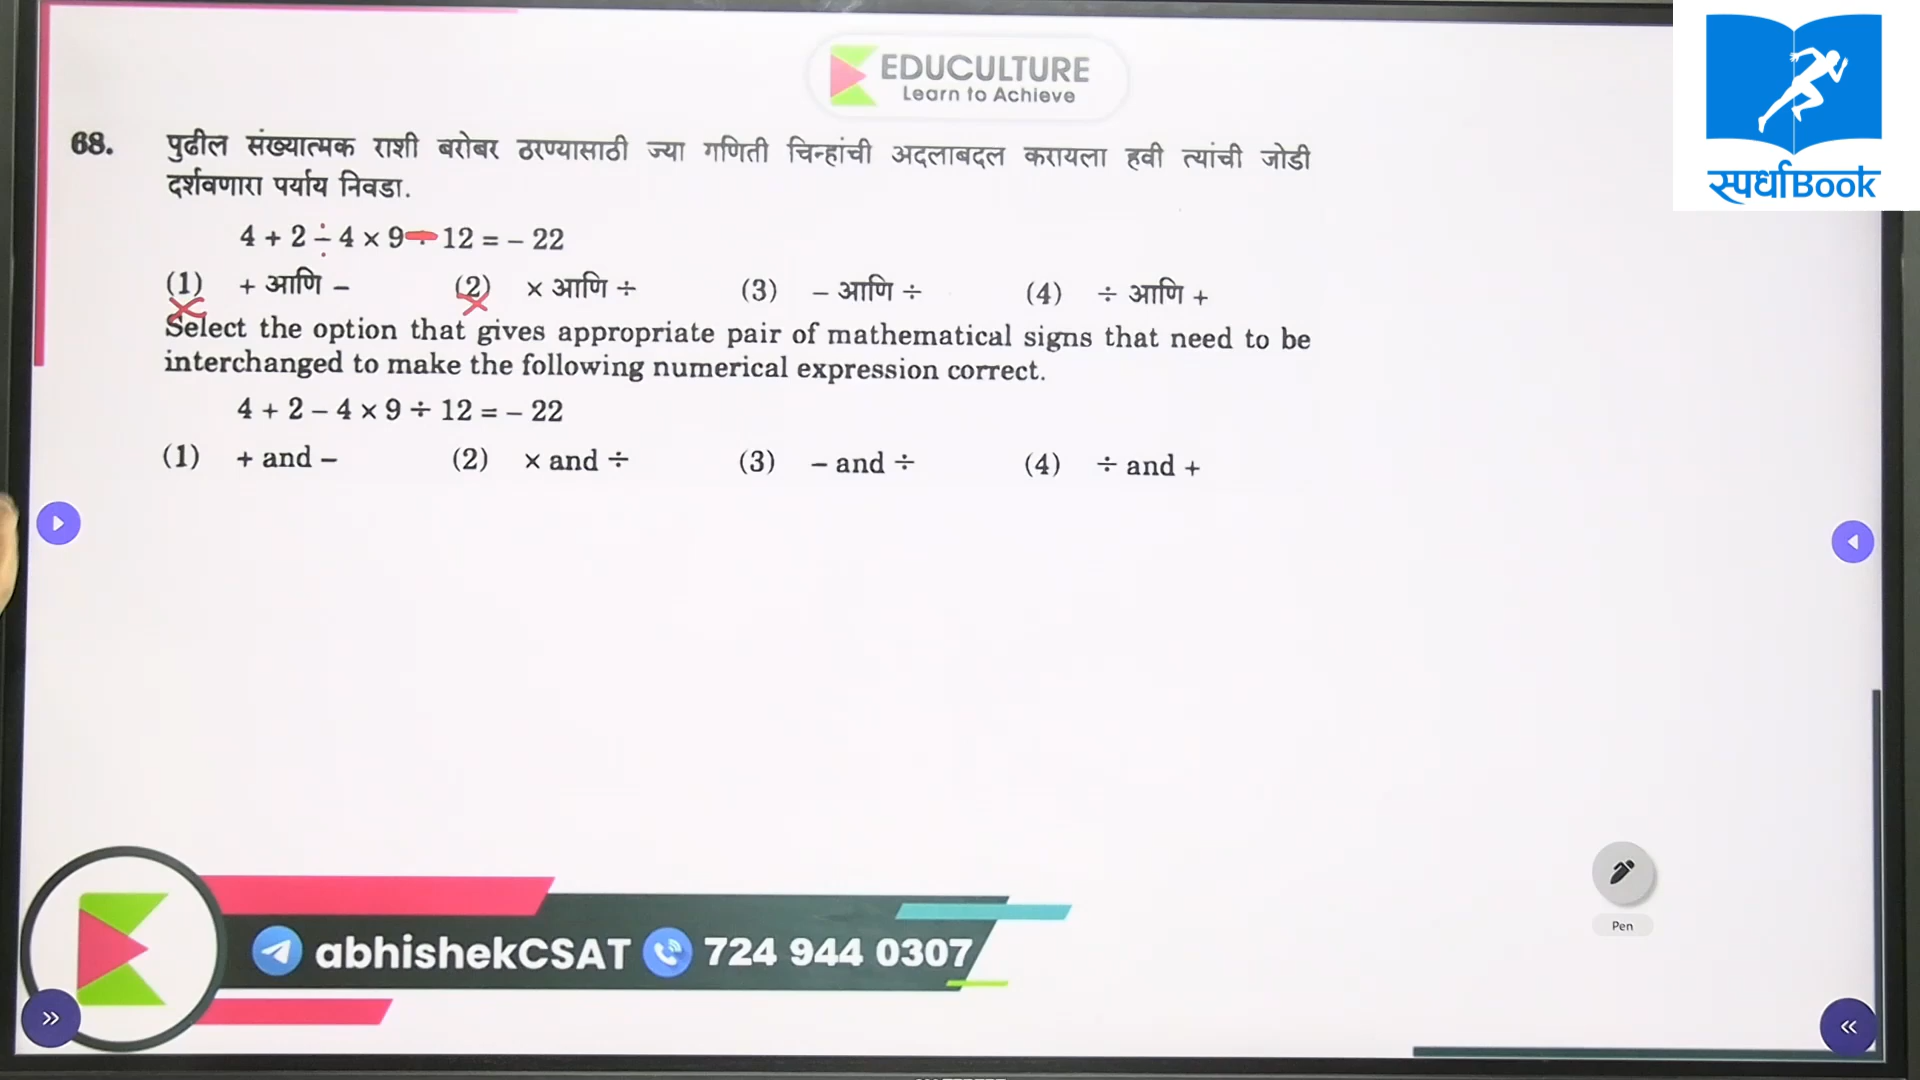 EDUCULTURE
Learn to Achieve
स्पर्धाBook
68. पुढील संख्यात्मक राशी बरोबर ठरण्यासाठी ज्या गणिती चिन्हांची अदलाबदल करायला हवी त्यांची जोडी
दर्शवणारा पर्याय निवडा.
4 + 2 ÷ 4 × 9 – 12 = – 22
(1) + आणि – (2) × आणि ÷ (3) – आणि ÷ (4) ÷ आणि +
Select the option that gives appropriate pair of mathematical signs that need to be
interchanged to make the following numerical expression correct.
4 + 2 – 4 × 9 ÷ 12 = – 22
(1) + and – (2) × and ÷ (3) – and ÷ (4) ÷ and +
Pen
abhishekCSAT 724 944 0307